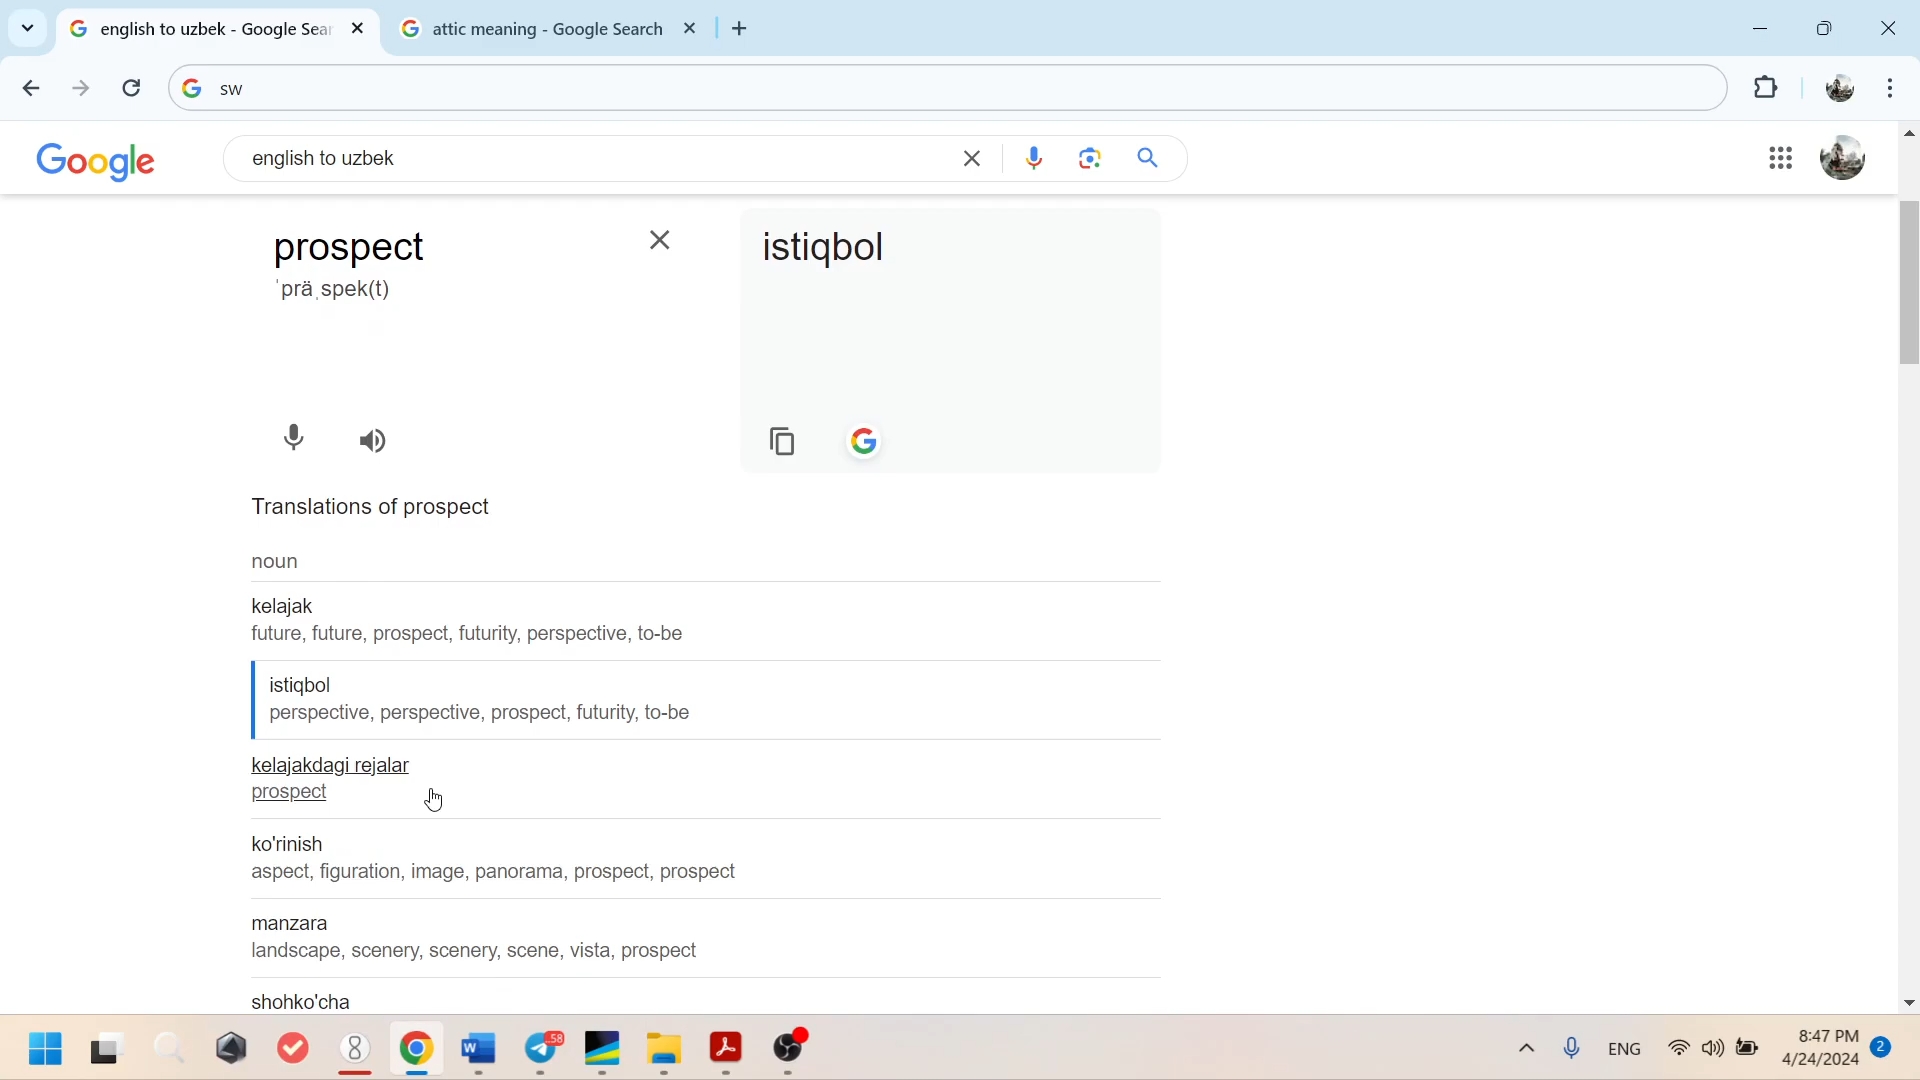 english to uzbek - Google Sear
attic meaning - Google Search
sw
Google
english to uzbek
prospect
ˈpräˌspek(t)
istiqbol
Translations of prospect
noun
kelajak
future, future, prospect, futurity, perspective, to-be
istiqbol
perspective, perspective, prospect, futurity, to-be
kelajakdagi rejalar
prospect
ko'rinish
aspect, figuration, image, panorama, prospect, prospect
manzara
landscape, scenery, scenery, scene, vista, prospect
shohko'cha
58
ENG
8:47 PM
4/24/2024
2